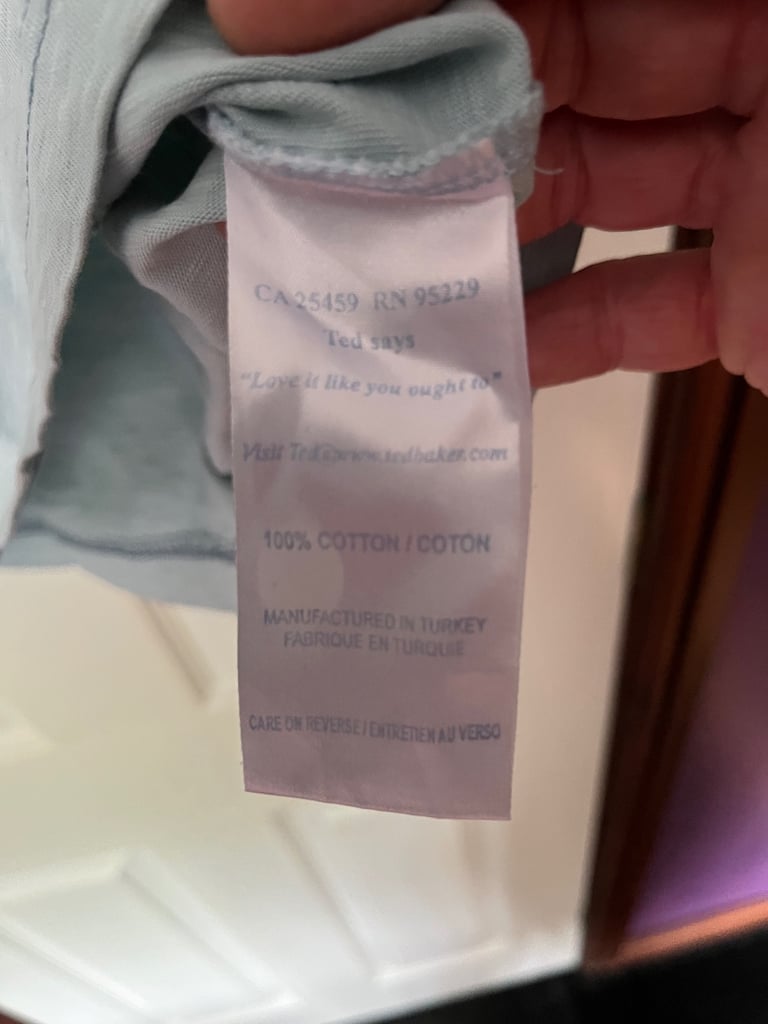 CA 25459 RN 95229
Ted says
"Love it like you ought to"
Visit Ted@www.tedbaker.com
100% COTTON / COTON
MANUFACTURED IN TURKEY
FABRIQUE EN TURQUIE
CARE ON REVERSE / ENTRETIEN AU VERSO